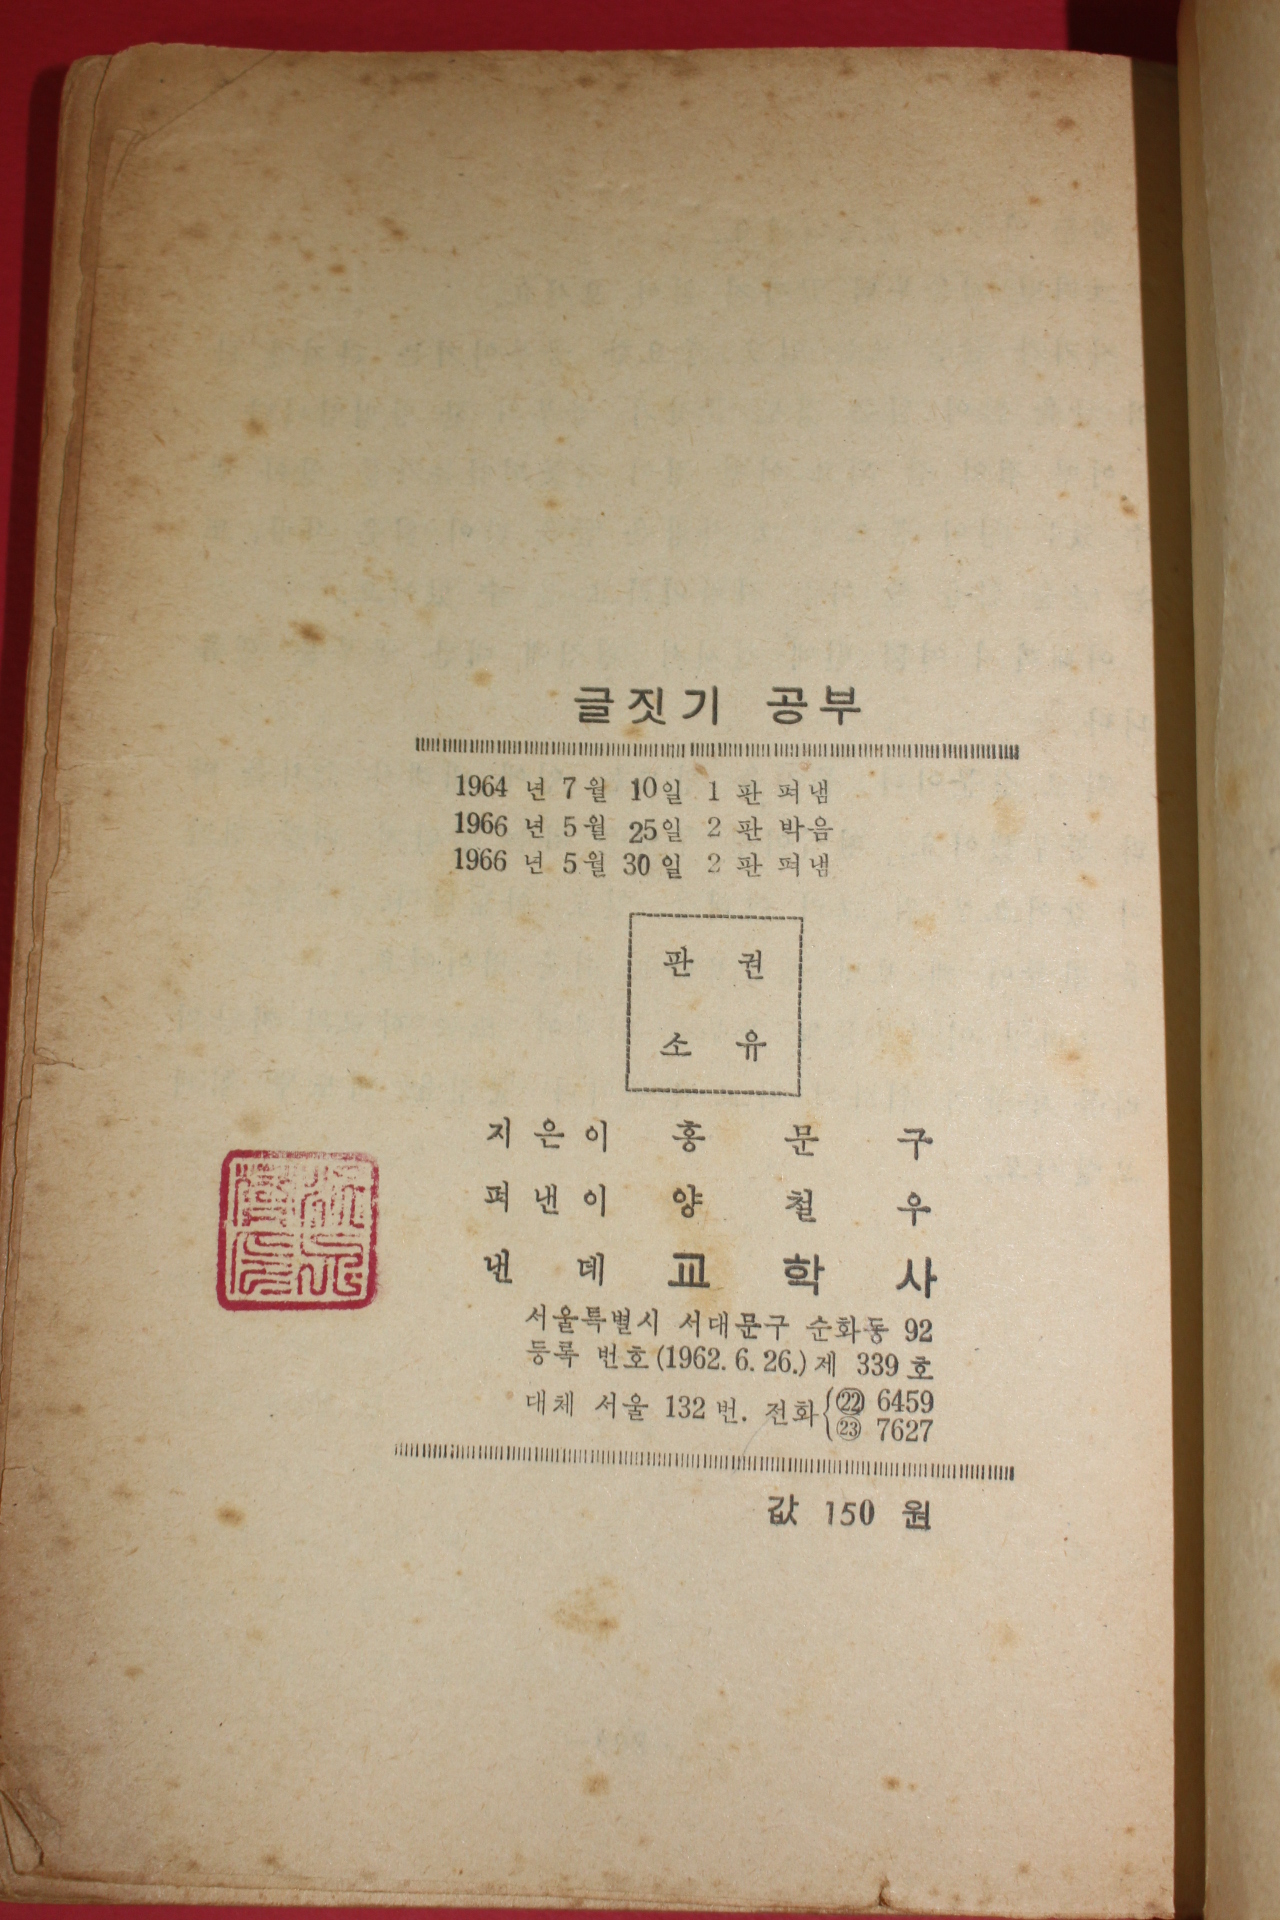 글짓기 공부
1964 년 7월 10일 1 판 펴냄
1966 년 5월 25일 2 판 박음
1966 년 5월 30일 2 판 펴냄
판 권
소 유
지은이 홍 문 구
펴낸이 양 철 우
낸 데 교 학 사
서울특별시 서대문구 순화동 92
등록 번호(1962. 6. 26.) 제 339 호
대체 서울 132 번. 전화{㉒ 6459
㉓ 7627
값 150 원